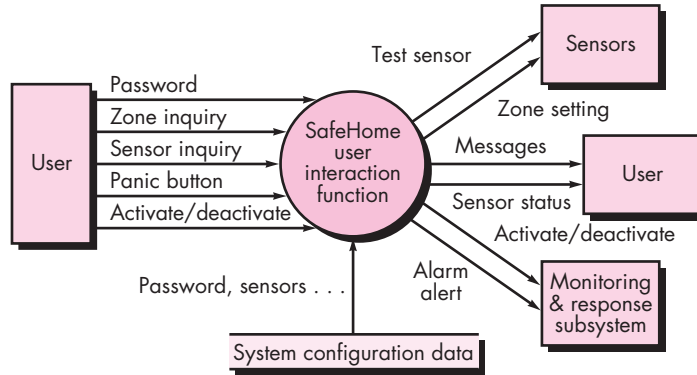 User
Password
Zone inquiry
Sensor inquiry
Panic button
Activate/deactivate
SafeHome
user
interaction
function
Test sensor
Zone setting
Sensors
Messages
Sensor status
User
Activate/deactivate
Alarm
alert
Monitoring
& response
subsystem
Password, sensors . . .
System configuration data